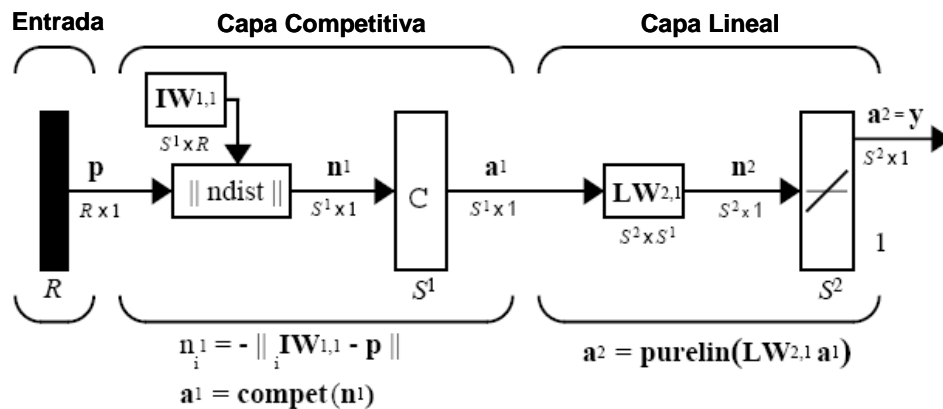 Entrada
Capa Competitiva
Capa Lineal
IW1,1
S¹ x R
p
R x 1
|| ndist ||
n¹
S¹ x 1
C
a¹
S¹ x 1
LW2,1
S² x S¹
n²
S² x 1
a² = y
S² x 1
1
R
S¹
S²
n i ¹ = - || i IW1,1 - p ||
a¹ = compet(n¹)
a² = purelin(LW2,1 a¹)